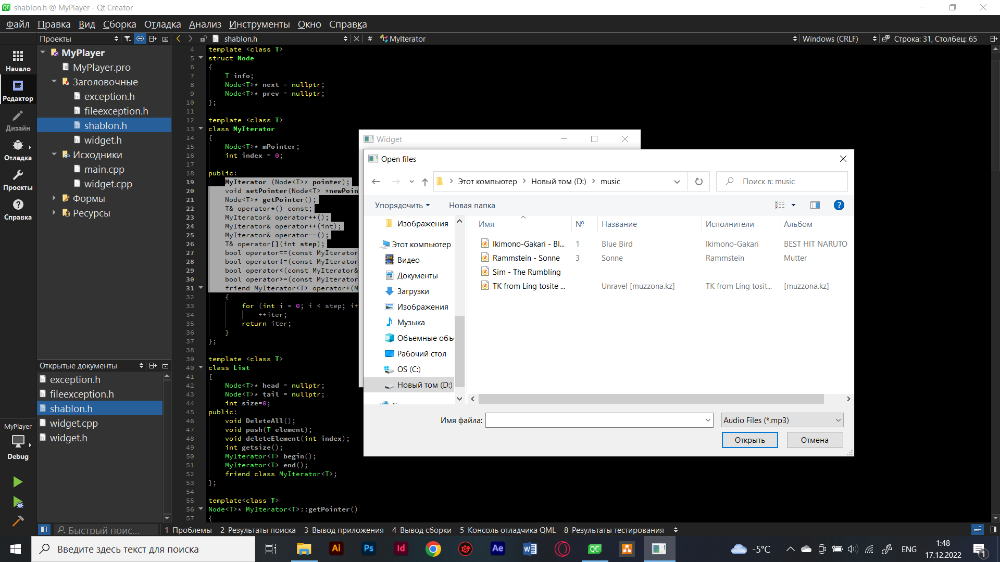 shablon.h @ MyPlayer - Qt Creator
Файл Правка Вид Сборка Отладка Анализ Инструменты Окно Справка
Проекты
shablon.h
# MyIterator
Windows (CRLF)
Строка: 31, Столбец: 65
Начало
Редактор
Дизайн
Отладка
Проекты
Справка
MyPlayer
Debug
MyPlayer
MyPlayer.pro
Заголовочные
exception.h
fileexception.h
shablon.h
widget.h
Исходники
main.cpp
widget.cpp
Формы
Ресурсы
Открытые документы
exception.h
fileexception.h
shablon.h
widget.cpp
widget.h
4 template <class T>
5 struct Node
6 {
7 T info;
8 Node<T>* next = nullptr;
9 Node<T>* prev = nullptr;
10 };
11
12 template <class T>
13 class MyIterator
14 {
15 Node<T>* mPointer;
16 int index = 0;
17
18 public:
19 MyIterator (Node<T>* pointer);
20 void setPointer(Node<T> *newPoin
21 Node<T>* getPointer();
22 T& operator*() const;
23 MyIterator& operator++();
24 MyIterator& operator++(int);
25 MyIterator& operator--();
26 T& operator[](int step);
27 bool operator==(const MyIterator
28 bool operator!=(const MyIterator
29 bool operator<(const MyIterator&
30 bool operator>=(const MyIterator
31 friend MyIterator<T> operator+(M
32 {
33 for (int i = 0; i < step; i+
34 ++iter;
35 return iter;
36 }
37 };
38
39 template <class T>
40 class List
41 {
42 Node<T>* head = nullptr;
43 Node<T>* tail = nullptr;
44 int size=0;
45 public:
46 void DeleteAll();
47 void push(T element);
48 void deleteElement(int index);
49 int getsize();
50 MyIterator<T> begin();
51 MyIterator<T> end();
52 friend class MyIterator<T>;
53 };
54
55 template<class T>
56 Node<T>* MyIterator<T>::getPointer()
57 {
Widget
Open files
Этот компьютер Новый том (D:) music
Поиск в: music
Упорядочить Новая папка
Изображения
Этот компьютер
Видео
Документы
Загрузки
Изображения
Музыка
Объемные объе
Рабочий стол
OS (C:)
Новый том (D:)
Имя № Название Исполнители Альбом
Ikimono-Gakari - Bl... 1 Blue Bird Ikimono-Gakari BEST HIT NARUTO
Rammstein - Sonne 3 Sonne Rammstein Mutter
Sim - The Rumbling
TK from Ling tosite ... Unravel [muzzona.kz] TK from Ling tosit... [muzzona.kz]
Имя файла:
Audio Files (*.mp3)
Открыть Отмена
Быстрый поиск...
1 Проблемы 2 Результаты поиска 3 Вывод приложения 4 Вывод сборки 5 Консоль отладчика QML 8 Результаты тестирования
Введите здесь текст для поиска
Ai Ps Id Ae W QC
-5°C
ENG
1:48
17.12.2022
1